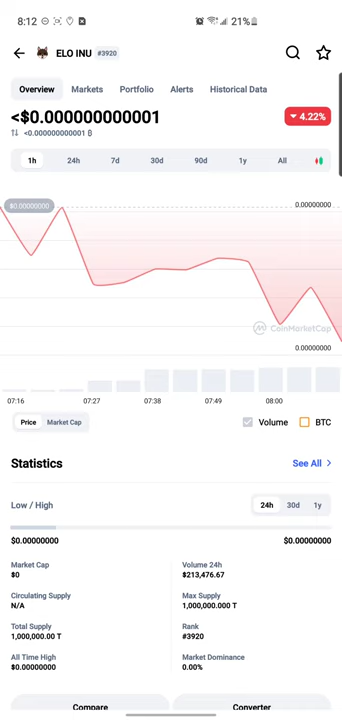 8:12
21%
ELO INU #3920
Overview Markets Portfolio Alerts Historical Data
<$0.000000000001
4.22%
<0.000000000001 ₿
1h 24h 7d 30d 90d 1y All
$0.00000000
0.00000000
CoinMarketCap
0.00000000
07:16 07:27 07:38 07:49 08:00
Price Market Cap
Volume BTC
Statistics
See All
Low / High
24h 30d 1y
$0.00000000 $0.00000000
Market Cap
$0
Volume 24h
$213,476.67
Circulating Supply
N/A
Max Supply
1,000,000.000 T
Total Supply
1,000,000.00 T
Rank
#3920
All Time High
$0.00000000
Market Dominance
0.00%
Compare Converter